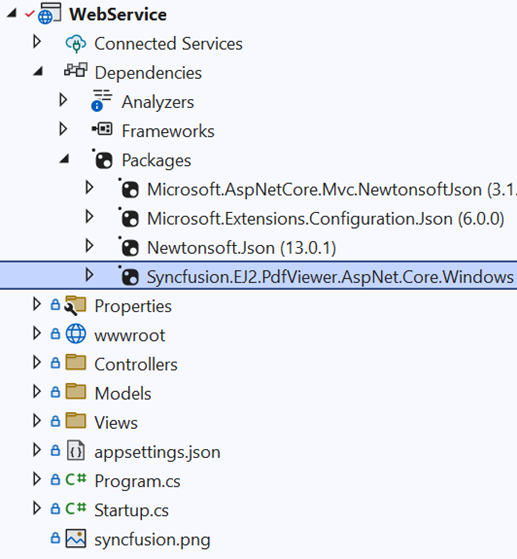 WebService
Connected Services
Dependencies
Analyzers
Frameworks
Packages
Microsoft.AspNetCore.Mvc.NewtonsoftJson (3.1.
Microsoft.Extensions.Configuration.Json (6.0.0)
Newtonsoft.Json (13.0.1)
Syncfusion.EJ2.PdfViewer.AspNet.Core.Windows
Properties
wwwroot
Controllers
Models
Views
appsettings.json
C# Program.cs
C# Startup.cs
syncfusion.png